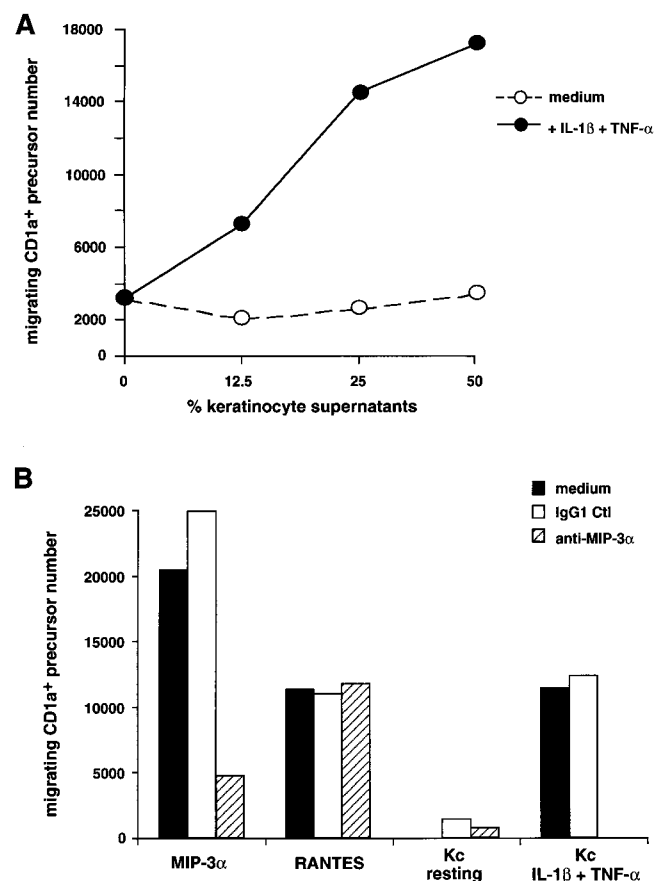 A
18000
14000
10000
6000
2000
0
migrating CD1a+ precursor number
0 12.5 25 50
% keratinocyte supernatants
medium
+ IL-1β + TNF-α
B
medium
IgG1 Ctl
anti-MIP-3α
25000
20000
15000
10000
5000
0
migrating CD1a+ precursor number
MIP-3α
RANTES
Kc
resting
Kc
IL-1β + TNF-α